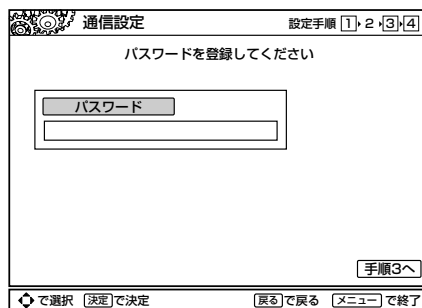 通信設定 設定手順 1 2 3 4
パスワードを登録してください
パスワード
手順3へ
で選択 決定 で決定 戻る で戻る メニュー で終了